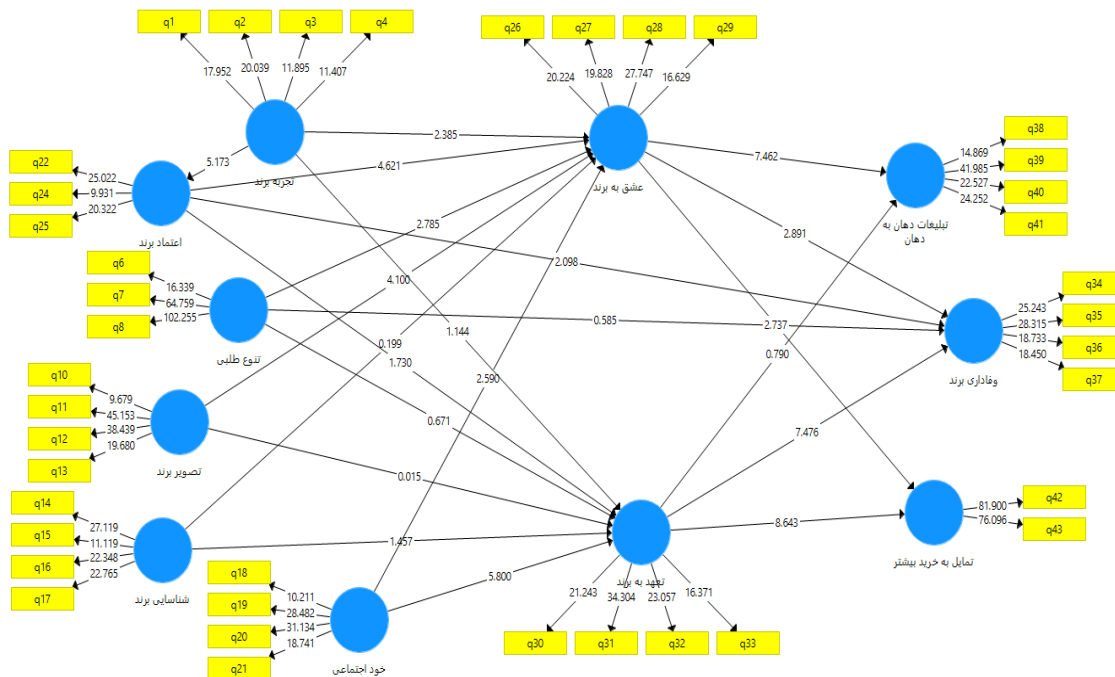 q1
q2
q3
q4
17.952
20.039
11.895
11.407
تجربه برند
q26
q27
q28
q29
20.224
19.828
27.747
16.629
عشق به برند
2.385
5.173
4.621
q22
q24
q25
25.022
9.931
20.322
اعتماد برند
7.462
q38
q39
q40
q41
14.869
41.985
22.527
24.252
تبلیغات دهان به
دهان
2.785
2.891
2.098
4.100
q6
q7
q8
16.339
64.759
102.255
تنوع طلبی
0.585
1.144
0.199
1.730
2.590
2.737
0.790
q34
q35
q36
q37
25.243
28.315
18.733
18.450
وفاداری برند
q10
q11
q12
q13
9.679
45.153
38.439
19.680
تصویر برند
0.671
0.015
7.476
q14
q15
q16
q17
27.119
11.119
22.348
22.765
شناسایی برند
1.457
5.800
8.643
q42
q43
81.900
76.096
تمایل به خرید بیشتر
q18
q19
q20
q21
10.211
28.482
31.134
18.741
خود اجتماعی
تعهد به برند
21.243
34.304
23.057
16.371
q30
q31
q32
q33